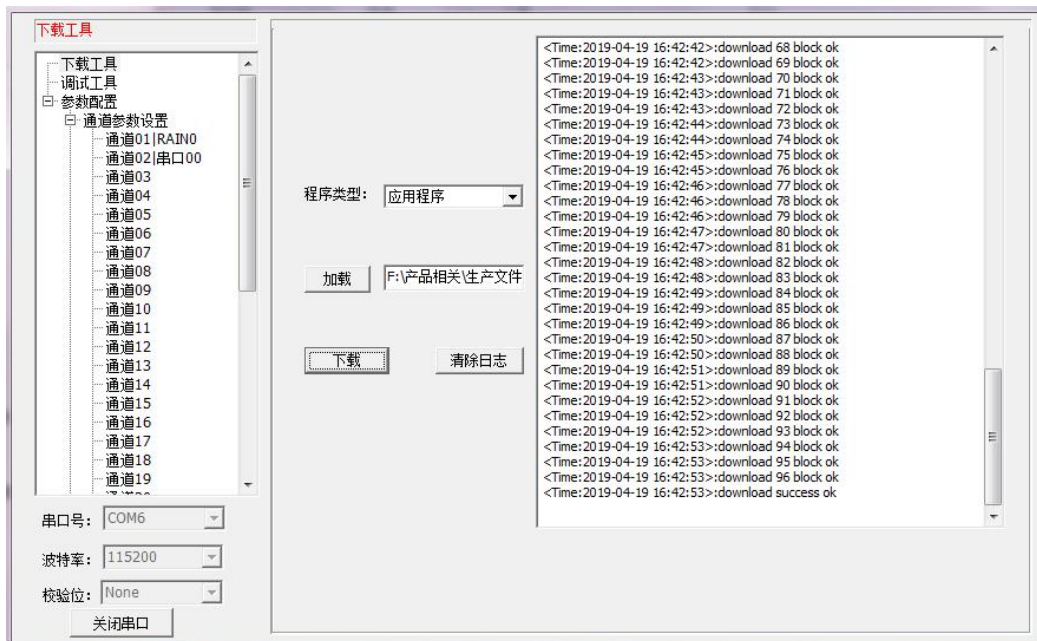 下载工具
下载工具
调试工具
参数配置
通道参数设置
通道01|RAIN0
通道02|串口00
通道03
通道04
通道05
通道06
通道07
通道08
通道09
通道10
通道11
通道12
通道13
通道14
通道15
通道16
通道17
通道18
通道19
串口号: COM6
波特率: 115200
校验位: None
关闭串口
程序类型: 应用程序
加载 F:\产品相关\生产文件
下载 清除日志
<Time:2019-04-19 16:42:42>:download 68 block ok
<Time:2019-04-19 16:42:42>:download 69 block ok
<Time:2019-04-19 16:42:43>:download 70 block ok
<Time:2019-04-19 16:42:43>:download 71 block ok
<Time:2019-04-19 16:42:43>:download 72 block ok
<Time:2019-04-19 16:42:44>:download 73 block ok
<Time:2019-04-19 16:42:44>:download 74 block ok
<Time:2019-04-19 16:42:45>:download 75 block ok
<Time:2019-04-19 16:42:45>:download 76 block ok
<Time:2019-04-19 16:42:46>:download 77 block ok
<Time:2019-04-19 16:42:46>:download 78 block ok
<Time:2019-04-19 16:42:46>:download 79 block ok
<Time:2019-04-19 16:42:47>:download 80 block ok
<Time:2019-04-19 16:42:47>:download 81 block ok
<Time:2019-04-19 16:42:48>:download 82 block ok
<Time:2019-04-19 16:42:48>:download 83 block ok
<Time:2019-04-19 16:42:49>:download 84 block ok
<Time:2019-04-19 16:42:49>:download 85 block ok
<Time:2019-04-19 16:42:49>:download 86 block ok
<Time:2019-04-19 16:42:50>:download 87 block ok
<Time:2019-04-19 16:42:50>:download 88 block ok
<Time:2019-04-19 16:42:51>:download 89 block ok
<Time:2019-04-19 16:42:51>:download 90 block ok
<Time:2019-04-19 16:42:52>:download 91 block ok
<Time:2019-04-19 16:42:52>:download 92 block ok
<Time:2019-04-19 16:42:52>:download 93 block ok
<Time:2019-04-19 16:42:53>:download 94 block ok
<Time:2019-04-19 16:42:53>:download 95 block ok
<Time:2019-04-19 16:42:53>:download 96 block ok
<Time:2019-04-19 16:42:53>:download success ok